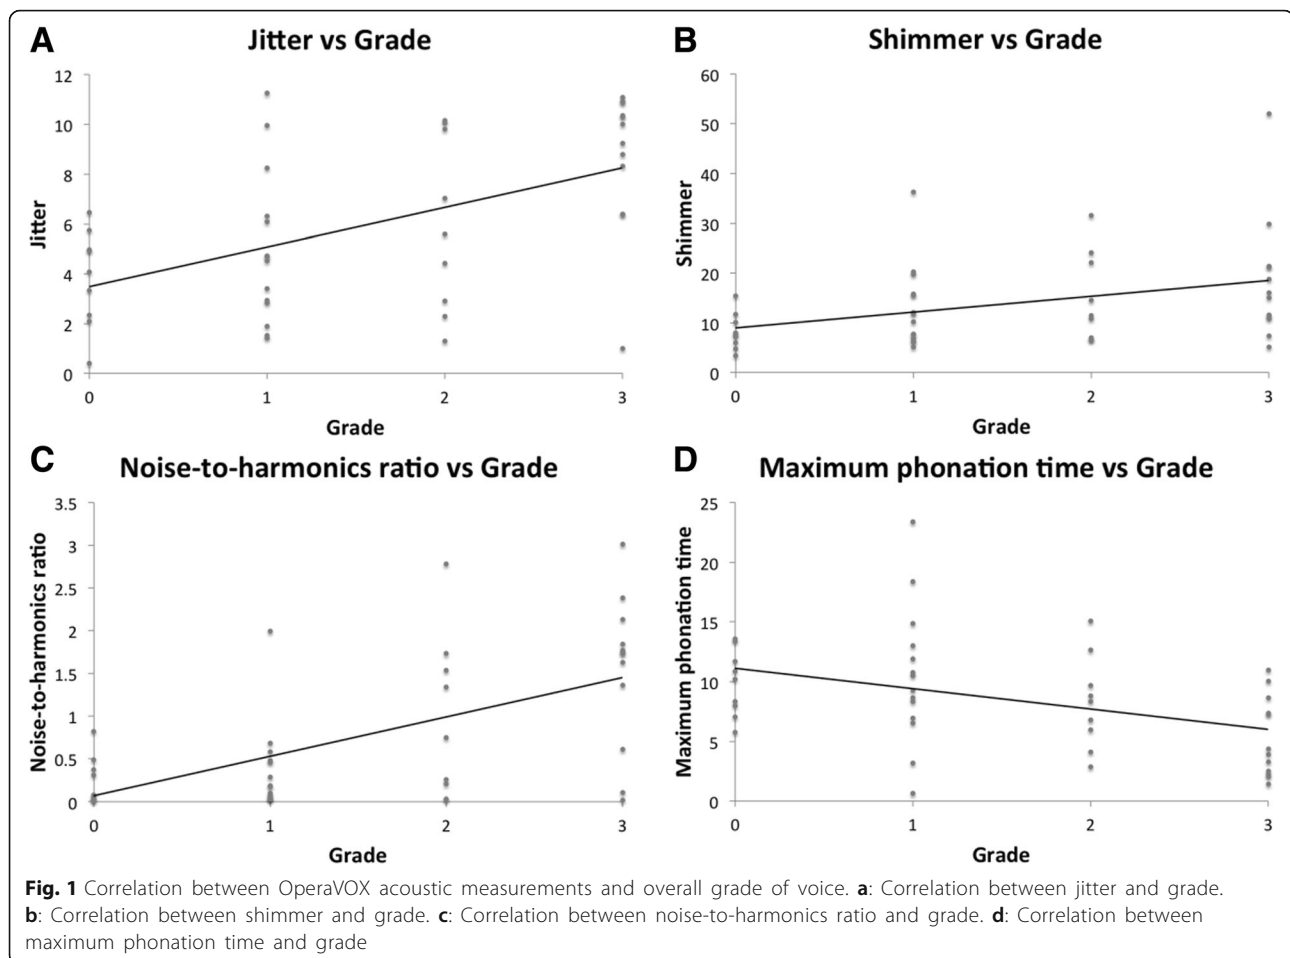 A
Jitter vs Grade
12
10
8
6
4
2
0
Jitter
0 1 2 3
Grade
B
Shimmer vs Grade
60
50
40
30
20
10
0
Shimmer
0 1 2 3
Grade
C
Noise-to-harmonics ratio vs Grade
3.5
3
2.5
2
1.5
1
0.5
0
Noise-to-harmonics ratio
0 1 2 3
Grade
D
Maximum phonation time vs Grade
25
20
15
10
5
0
Maximum phonation time
0 1 2 3
Grade
Fig. 1 Correlation between OperaVOX acoustic measurements and overall grade of voice. a: Correlation between jitter and grade.
b: Correlation between shimmer and grade. c: Correlation between noise-to-harmonics ratio and grade. d: Correlation between
maximum phonation time and grade